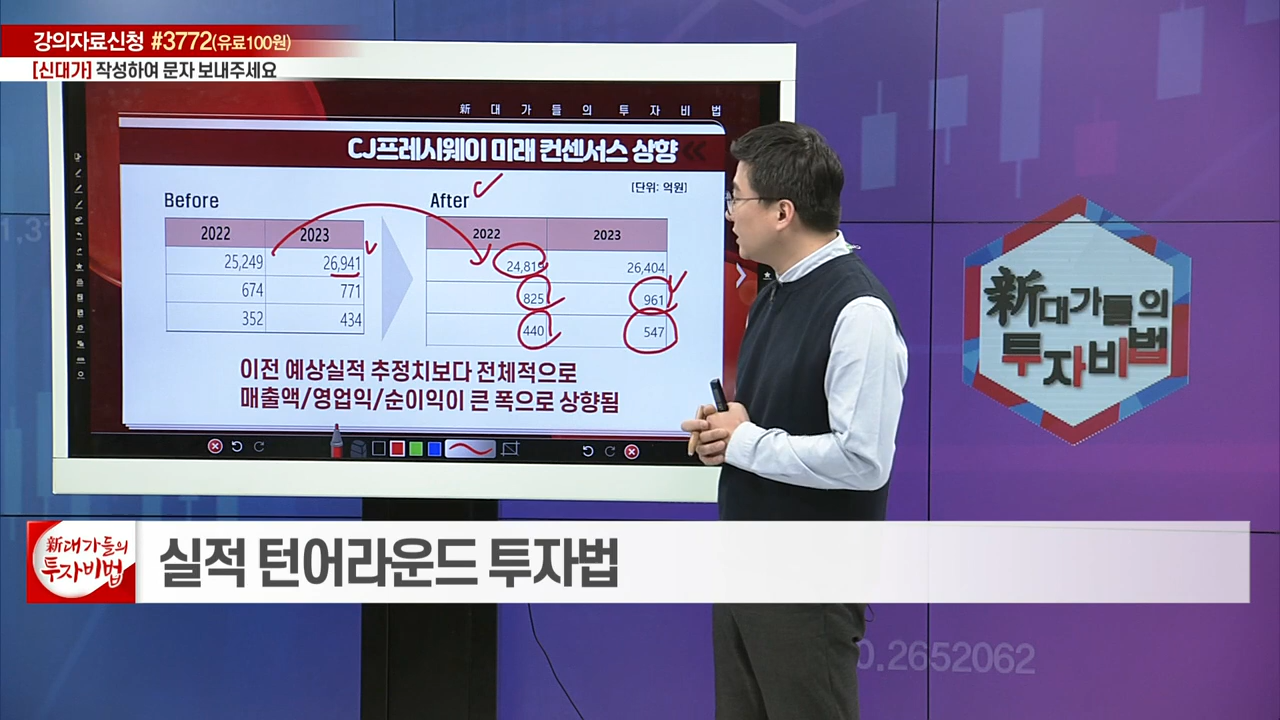 강의자료신청 #3772(유료100원)
[신대가] 작성하여 문자 보내주세요
新대가들의 투자비법
CJ프레시웨이 미래 컨센서스 상향
[단위: 억원]
Before
After
2022 2023
25,249 26,941
674 771
352 434
2022 2023
24,819 26,404
825 961
440 547
이전 예상실적 추정치보다 전체적으로
매출액/영업익/순이익이 큰 폭으로 상향됨
新대가들의
투자비법
新대가들의
투자비법
실적 턴어라운드 투자법
0.2652062